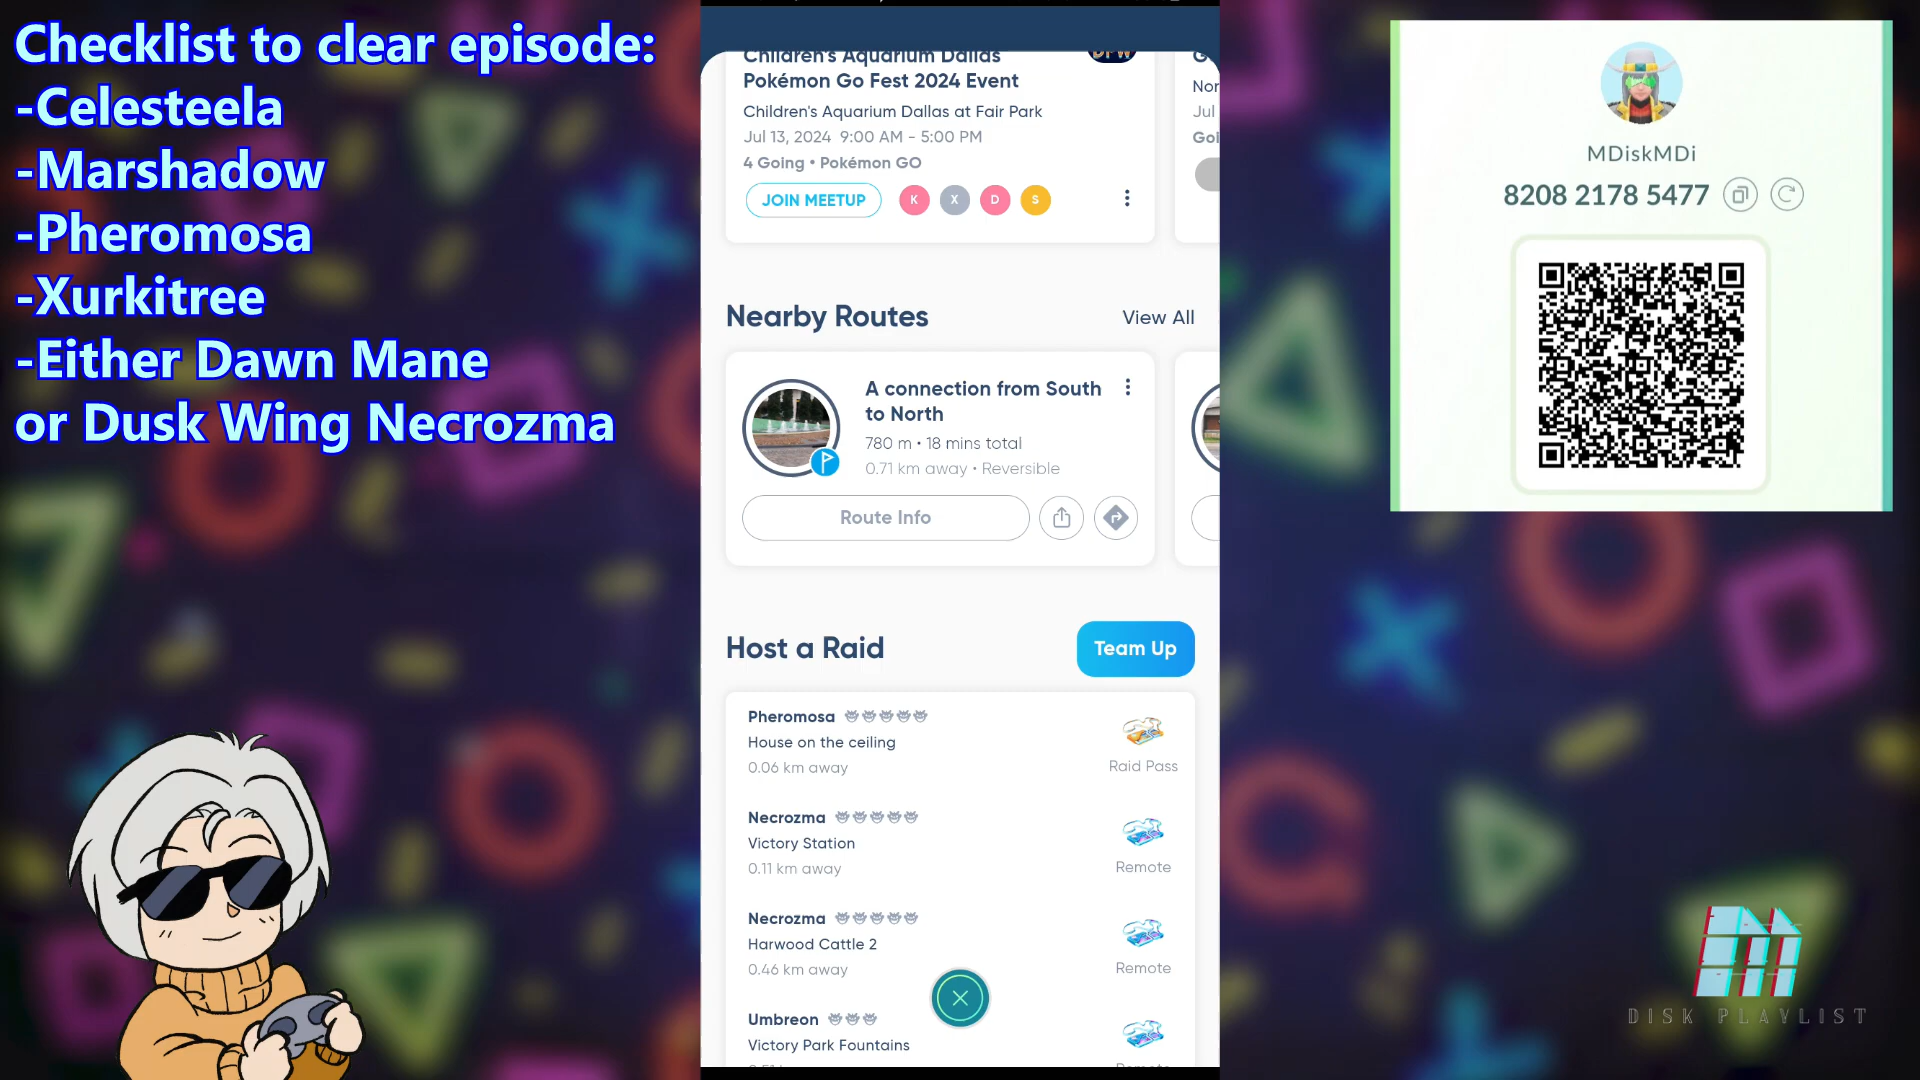 Checklist to clear episode:
-Celesteela
-Marshadow
-Pheromosa
-Xurkitree
-Either Dawn Mane
or Dusk Wing Necrozma
Children's Aquarium Dallas
Pokémon Go Fest 2024 Event
Children's Aquarium Dallas at Fair Park
Jul 13, 2024 9:00 AM - 5:00 PM
4 Going • Pokémon GO
JOIN MEETUP
K
X
D
S
Nor
Jul
Goi
Nearby Routes
View All
A connection from South
to North
780 m • 18 mins total
0.71 km away • Reversible
Route Info
Host a Raid
Team Up
Pheromosa
House on the ceiling
0.06 km away
Raid Pass
Necrozma
Victory Station
0.11 km away
Remote
Necrozma
Harwood Cattle 2
0.46 km away
Remote
Umbreon
Victory Park Fountains
MDiskMDi
8208 2178 5477
DISK PLAYLIST